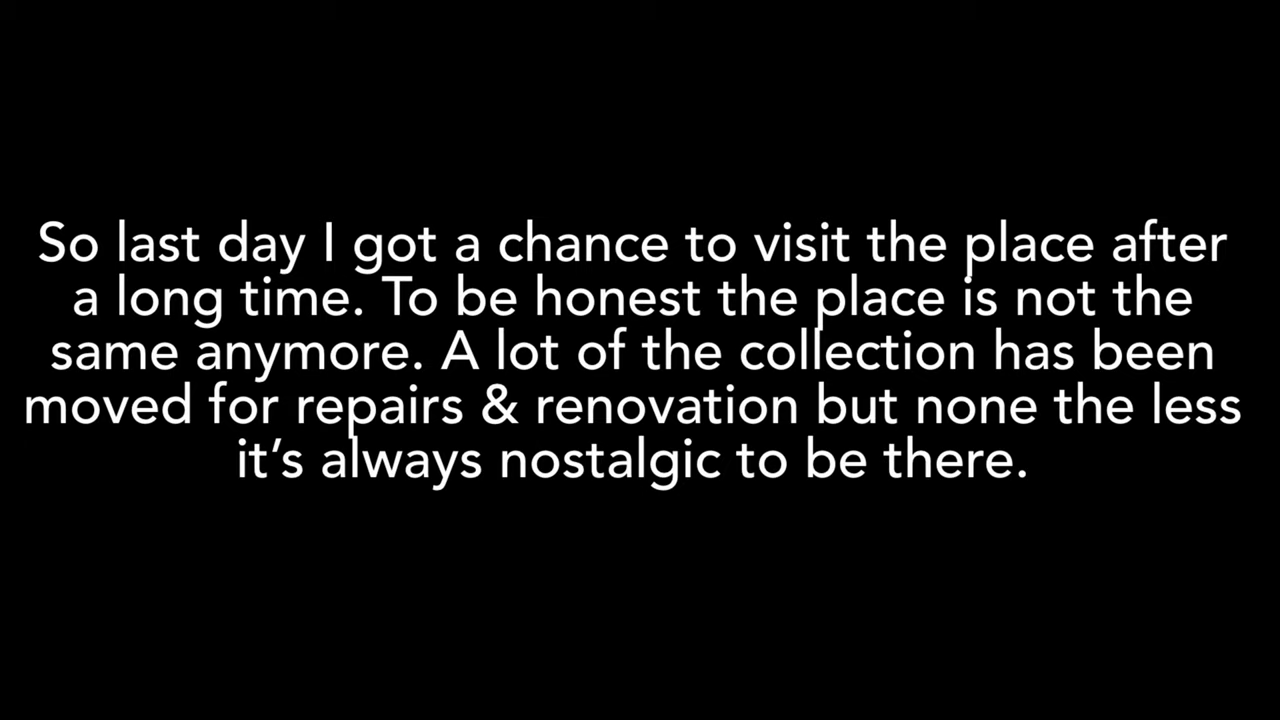 So last day I got a chance to visit the place after
a long time. To be honest the place is not the
same anymore. A lot of the collection has been
moved for repairs & renovation but none the less
it’s always nostalgic to be there.